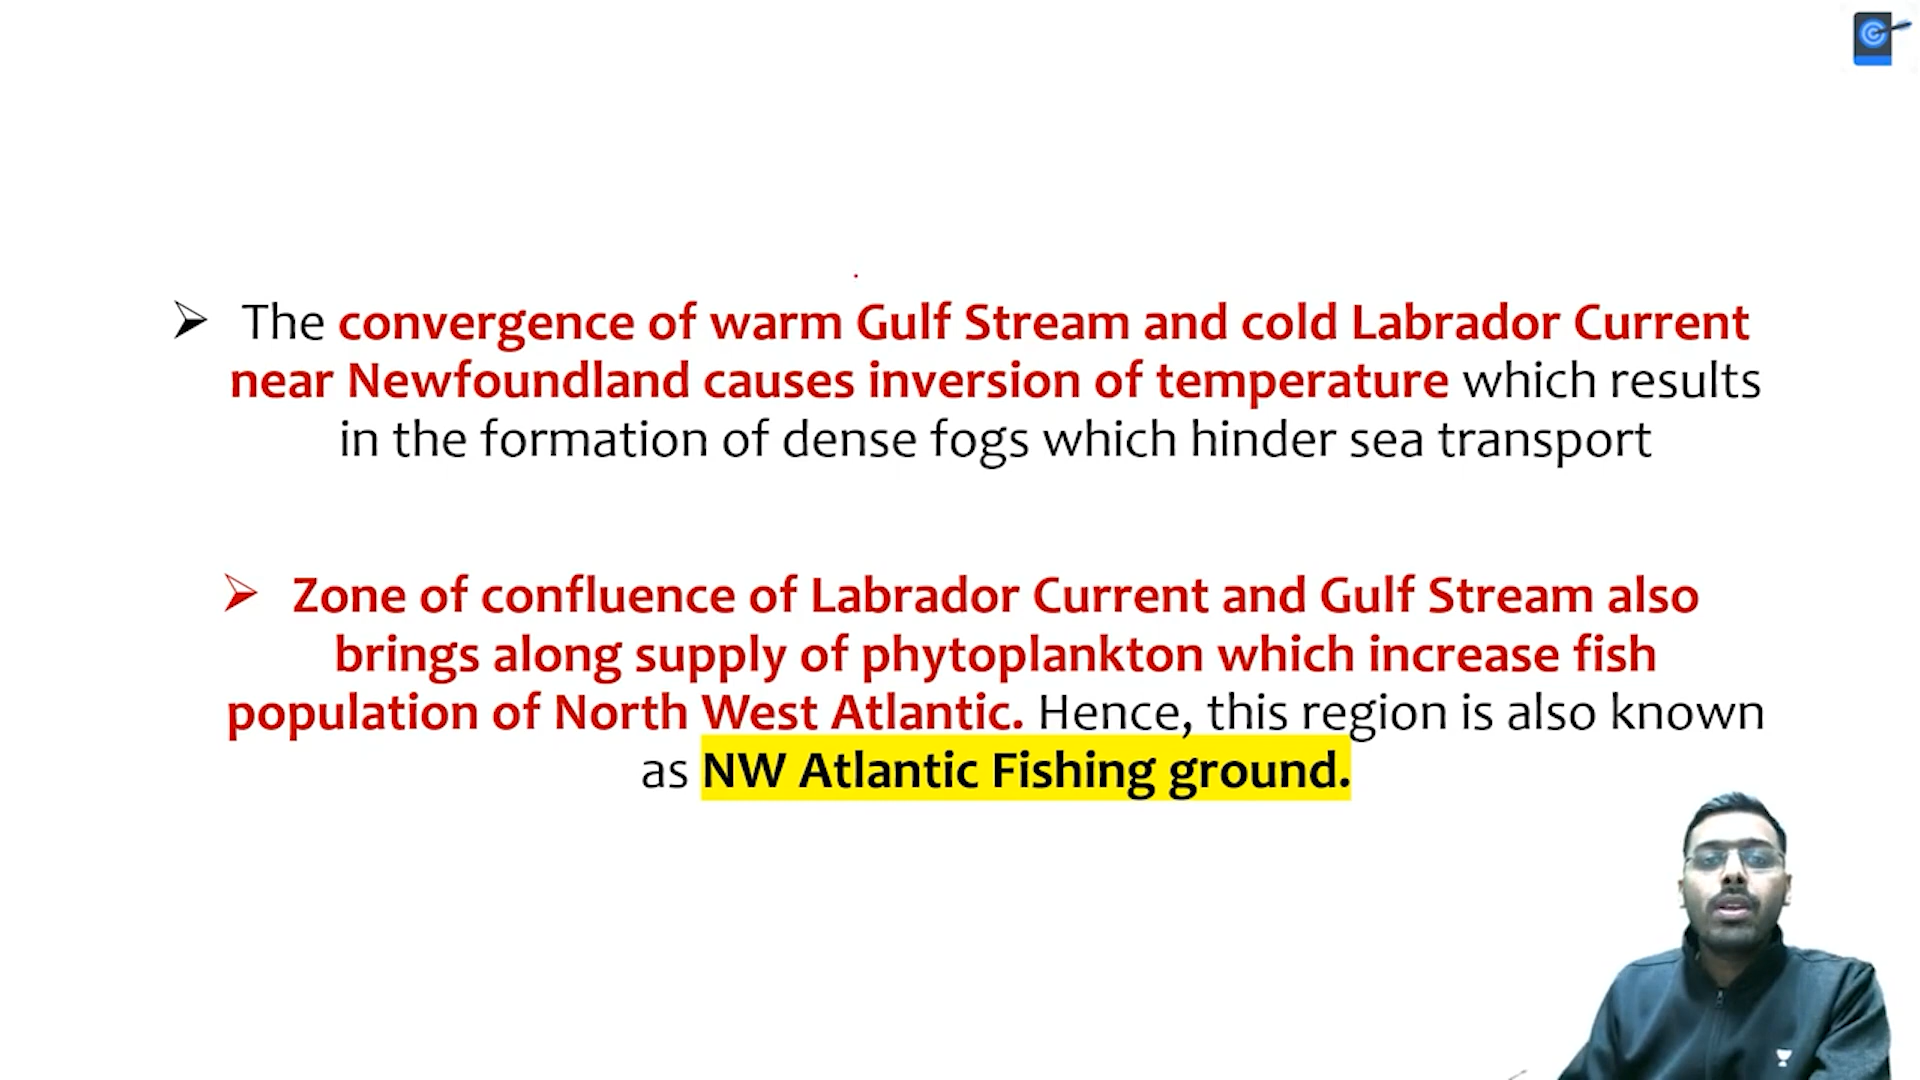 ➢ The convergence of warm Gulf Stream and cold Labrador Current
near Newfoundland causes inversion of temperature which results
in the formation of dense fogs which hinder sea transport
➢ Zone of confluence of Labrador Current and Gulf Stream also
brings along supply of phytoplankton which increase fish
population of North West Atlantic. Hence, this region is also known
as NW Atlantic Fishing ground.